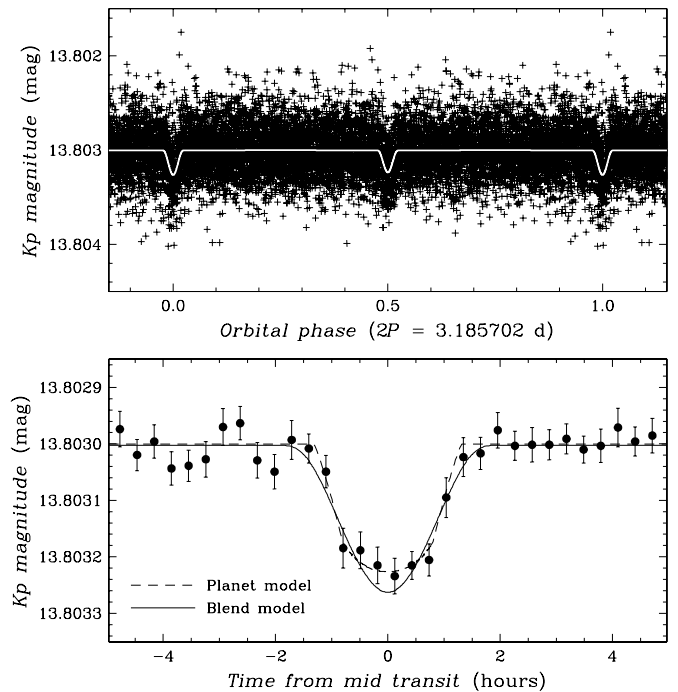 13.802
13.803
13.804
Kp magnitude (mag)
0.0 0.5 1.0
Orbital phase (2P = 3.185702 d)
13.8029
13.8030
13.8031
13.8032
13.8033
Kp magnitude (mag)
Planet model
Blend model
−4 −2 0 2 4
Time from mid transit (hours)